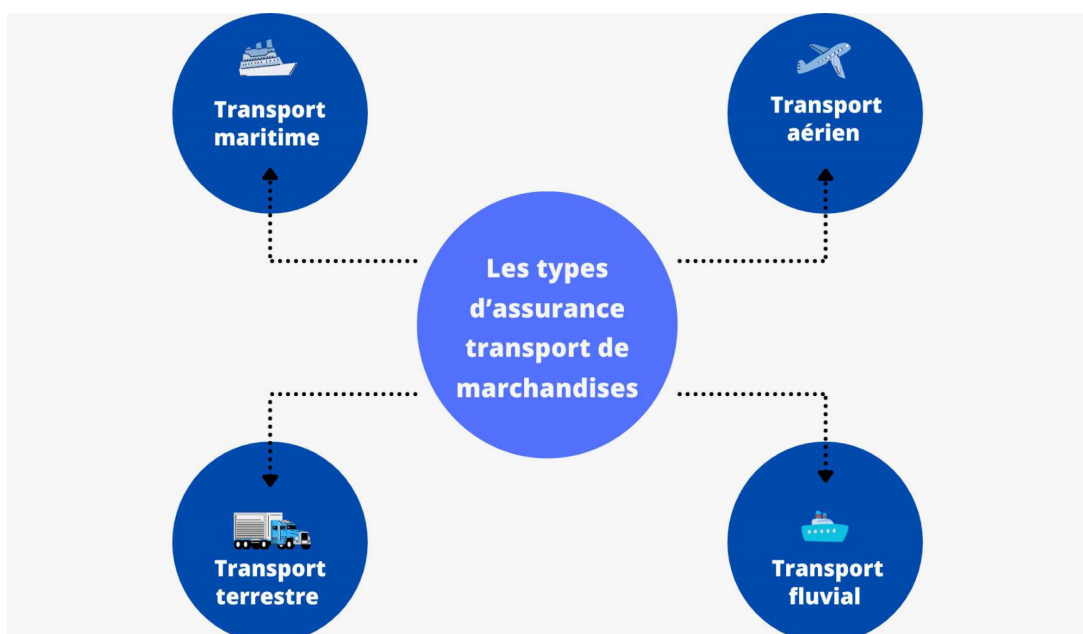 Transport
maritime
Transport
aérien
Les types
d’assurance
transport de
marchandises
Transport
terrestre
Transport
fluvial